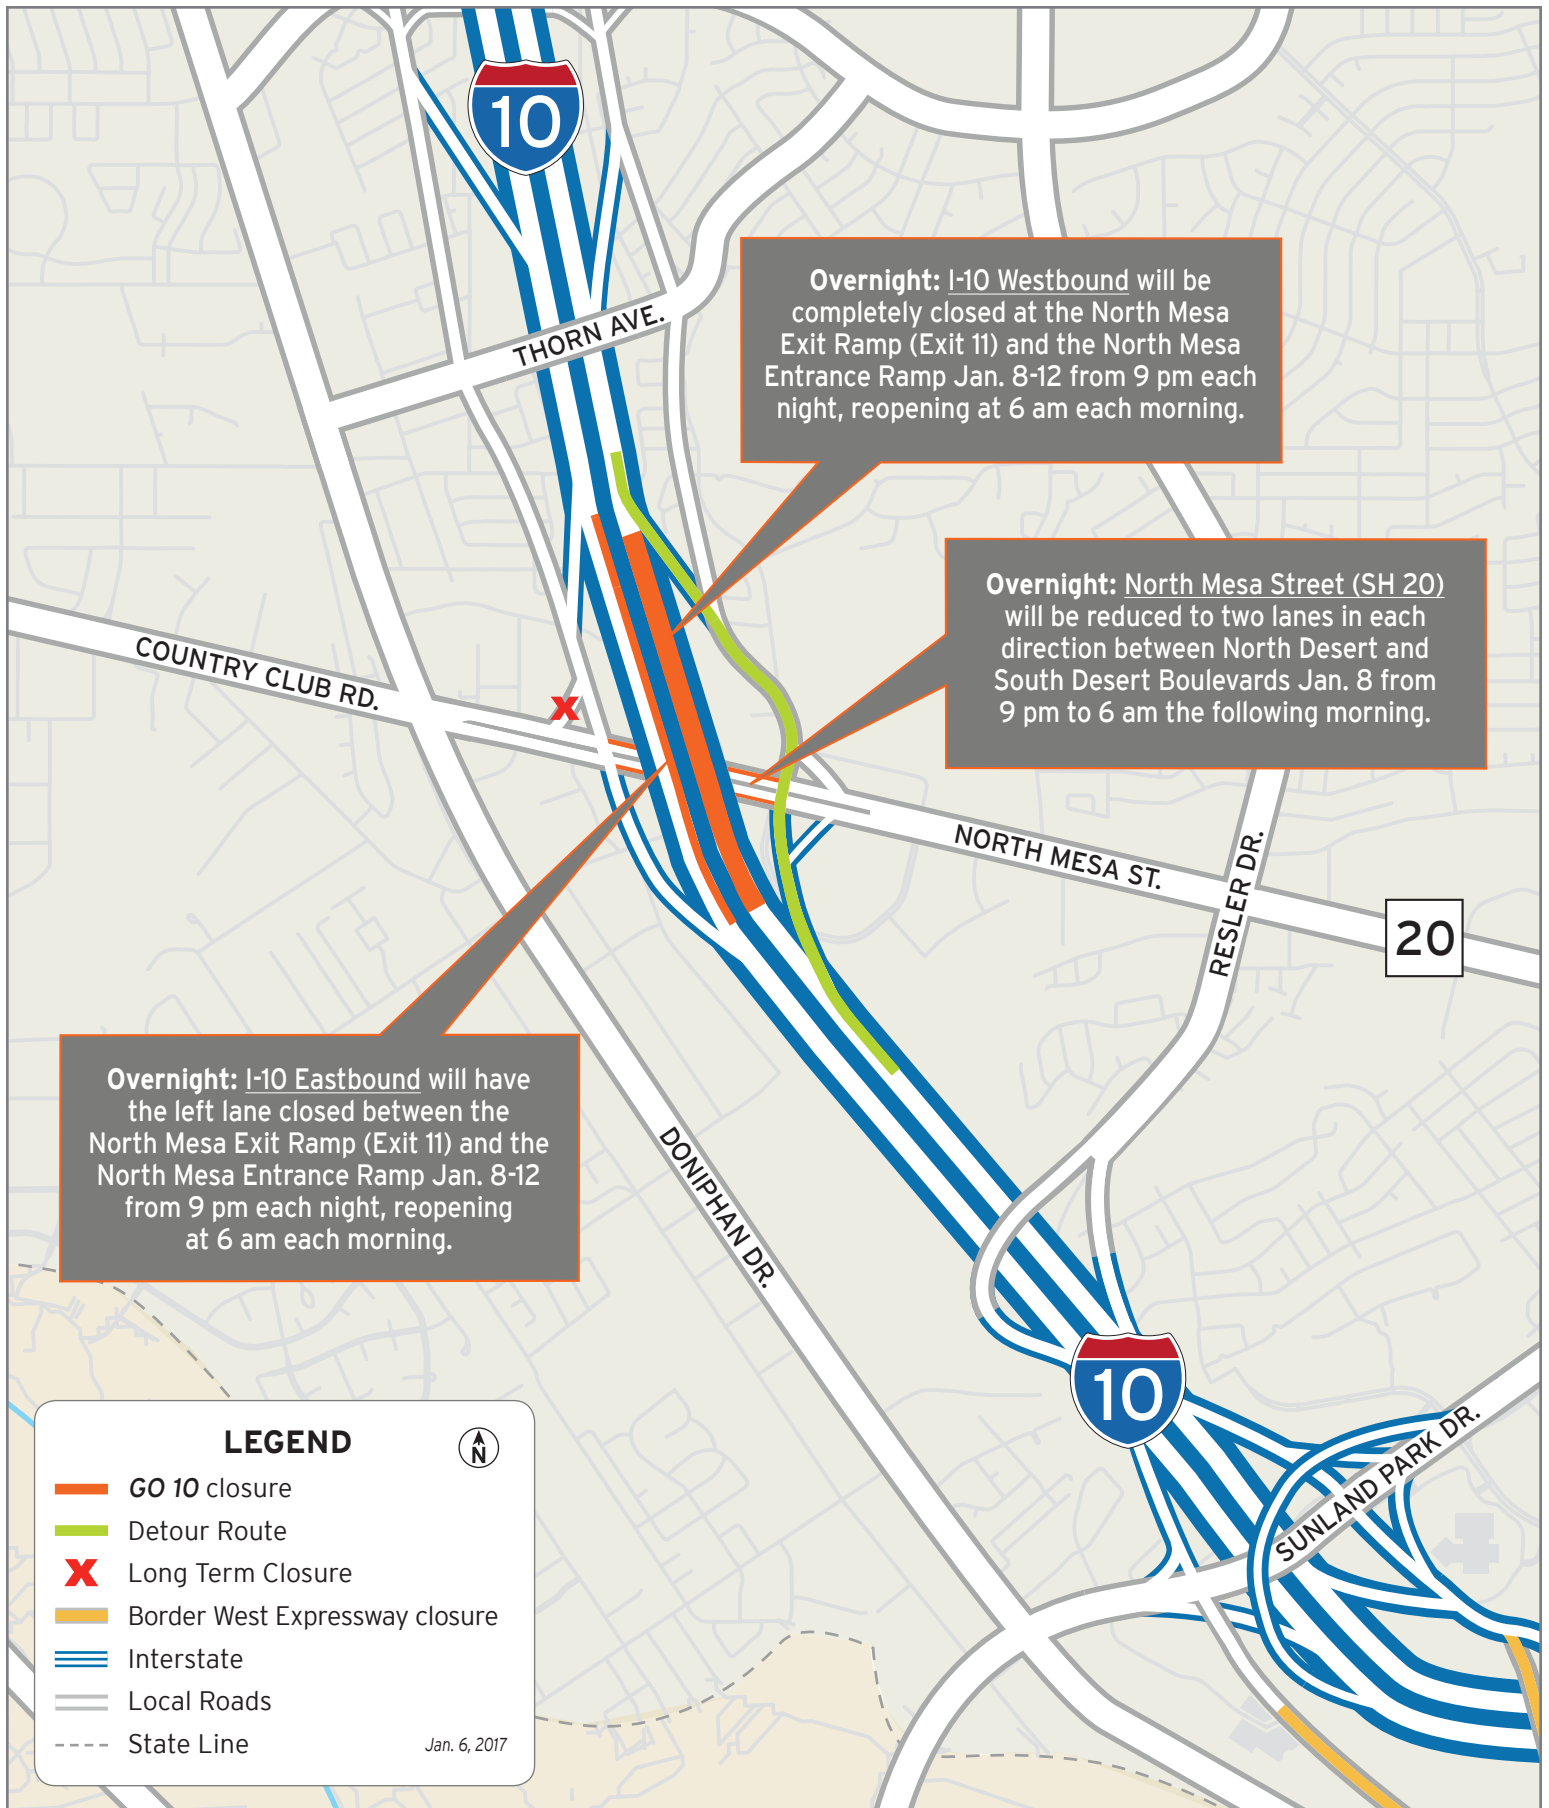 10
THORN AVE.
Overnight: I-10 Westbound will be
completely closed at the North Mesa
Exit Ramp (Exit 11) and the North Mesa
Entrance Ramp Jan. 8-12 from 9 pm each
night, reopening at 6 am each morning.
Overnight: North Mesa Street (SH 20)
will be reduced to two lanes in each
direction between North Desert and
South Desert Boulevards Jan. 8 from
9 pm to 6 am the following morning.
COUNTRY CLUB RD.
X
NORTH MESA ST.
RESLER DR.
20
Overnight: I-10 Eastbound will have
the left lane closed between the
North Mesa Exit Ramp (Exit 11) and the
North Mesa Entrance Ramp Jan. 8-12
from 9 pm each night, reopening
at 6 am each morning.
DONIPHAN DR.
10
SUNLAND PARK DR.
LEGEND
N
GO 10 closure
Detour Route
X Long Term Closure
Border West Expressway closure
Interstate
Local Roads
State Line
Jan. 6, 2017